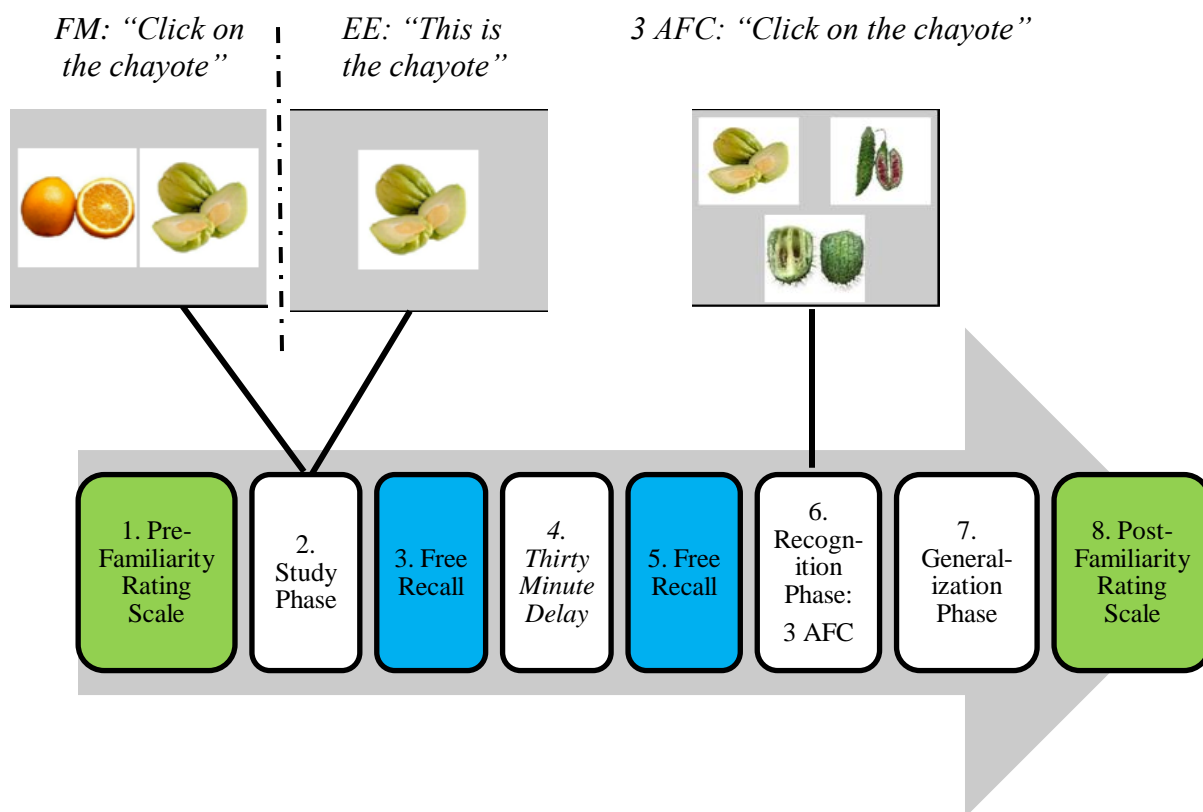 FM: “Click on
the chayote”
EE: “This is
the chayote”
3 AFC: “Click on the chayote”
1. Pre-
Familiarity
Rating
Scale
2.
Study
Phase
3. Free
Recall
4.
Thirty
Minute
Delay
5. Free
Recall
6.
Recogn-
ition
Phase:
3 AFC
7.
General-
ization
Phase
8. Post-
Familiarity
Rating
Scale